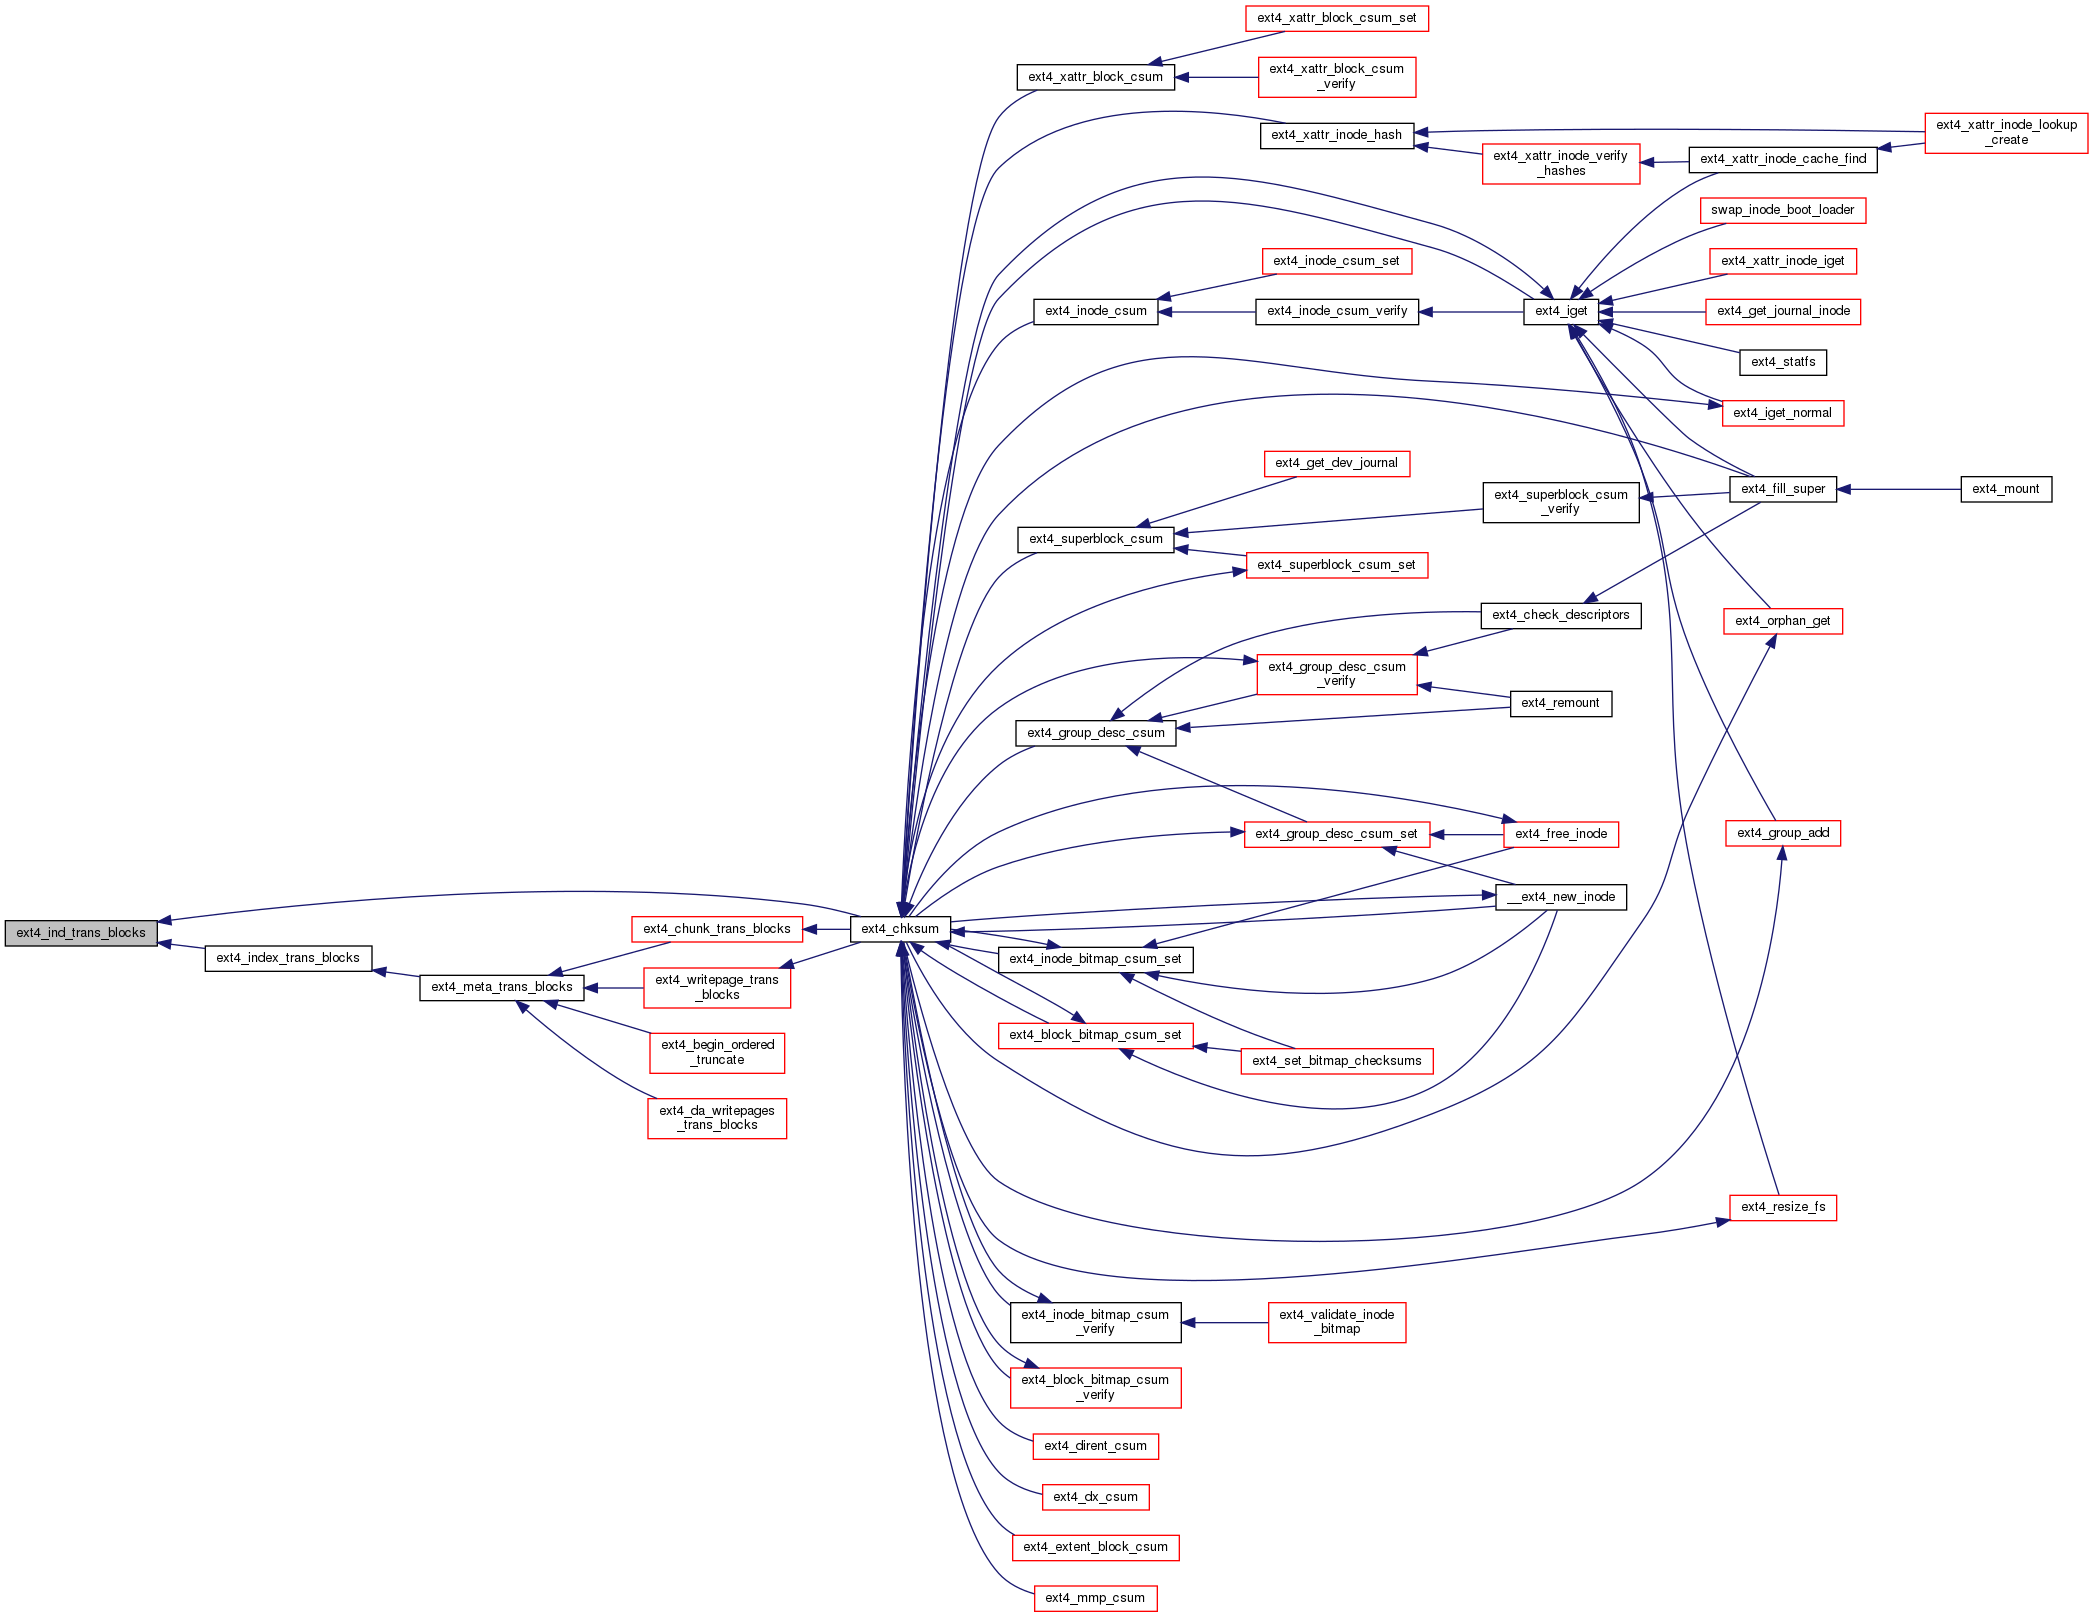 ext4_xattr_block_csum_set
ext4_xattr_block_csum
ext4_xattr_block_csum
_verify
ext4_xattr_inode_hash
ext4_xattr_inode_lookup
_create
ext4_xattr_inode_verify
_hashes
ext4_xattr_inode_cache_find
swap_inode_boot_loader
ext4_inode_csum_set
ext4_xattr_inode_iget
ext4_inode_csum
ext4_inode_csum_verify
ext4_iget
ext4_get_journal_inode
ext4_statfs
ext4_iget_normal
ext4_get_dev_journal
ext4_superblock_csum
_verify
ext4_fill_super
ext4_mount
ext4_superblock_csum
ext4_superblock_csum_set
ext4_check_descriptors
ext4_orphan_get
ext4_group_desc_csum
_verify
ext4_remount
ext4_group_desc_csum
ext4_group_desc_csum_set
ext4_free_inode
ext4_group_add
__ext4_new_inode
ext4_ind_trans_blocks
ext4_index_trans_blocks
ext4_meta_trans_blocks
ext4_chunk_trans_blocks
ext4_writepage_trans
_blocks
ext4_begin_ordered
_truncate
ext4_da_writepages
_trans_blocks
ext4_chksum
ext4_inode_bitmap_csum_set
ext4_block_bitmap_csum_set
ext4_set_bitmap_checksums
ext4_resize_fs
ext4_inode_bitmap_csum
_verify
ext4_validate_inode
_bitmap
ext4_block_bitmap_csum
_verify
ext4_dirent_csum
ext4_dx_csum
ext4_extent_block_csum
ext4_mmp_csum